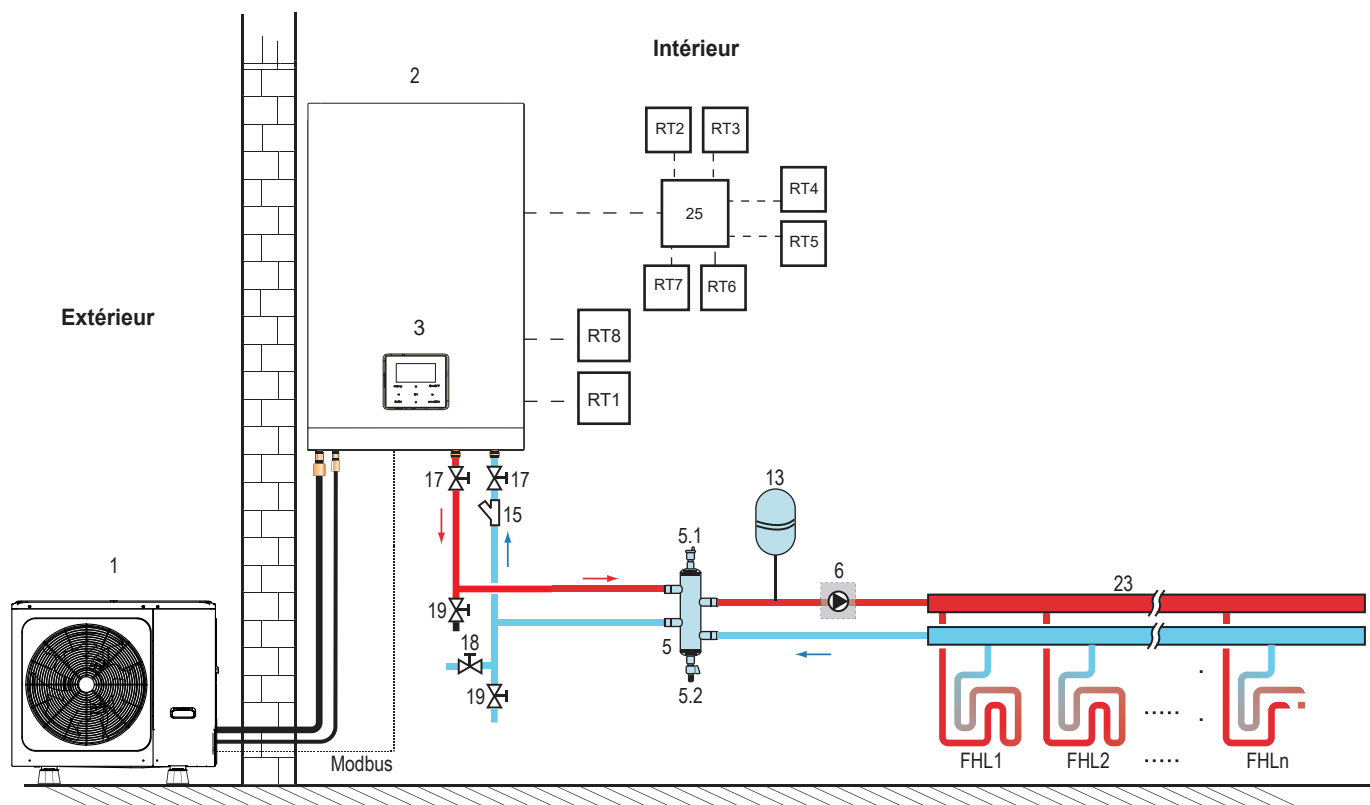 Intérieur
2
RT2
RT3
25
RT4
RT5
RT7
RT6
Extérieur
3
RT8
RT1
17
17
15
13
5.1
1
6
23
19
18
5
19
5.2
.....
FHL1
FHL2
.....
FHLn
Modbus